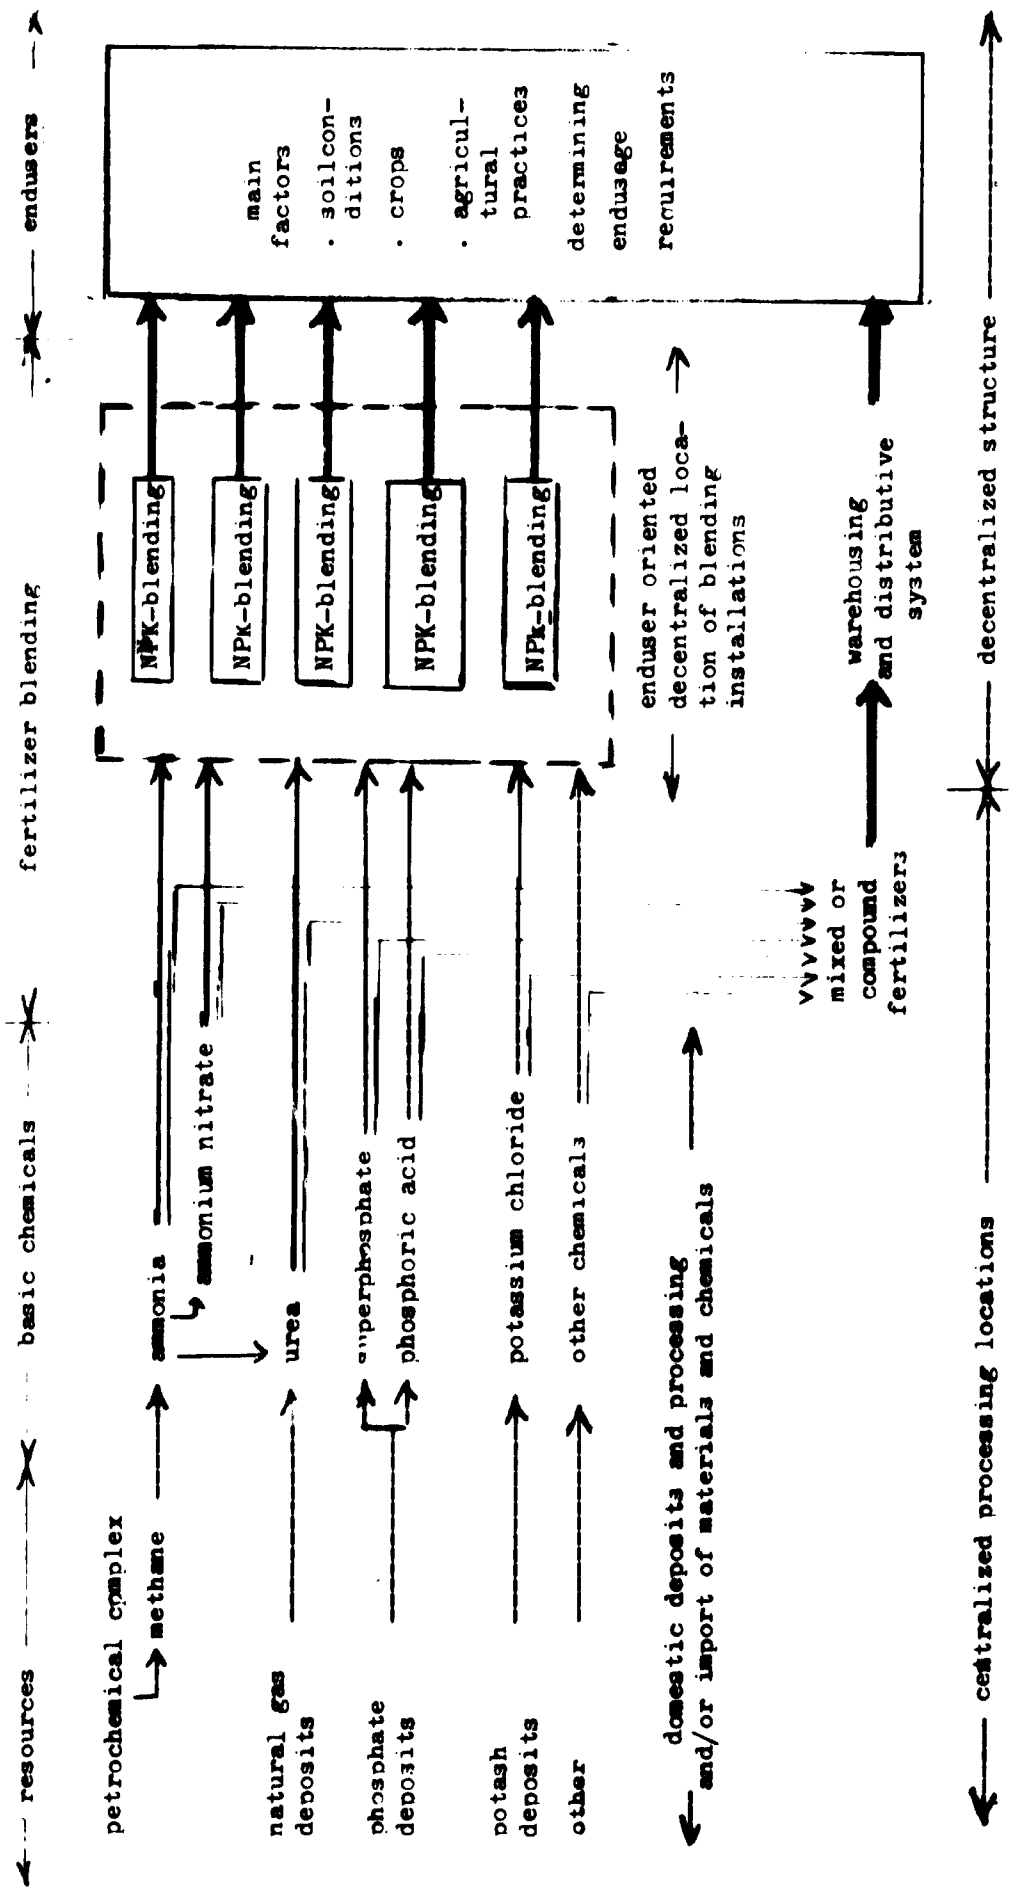 resources
basic chemicals
fertilizer blending
endusers
petrochemical complex
methane
ammonia
ammonium nitrate
natural gas
deposits
urea
phosphate
deposits
superphosphate
phosphoric acid
potash
deposits
potassium chloride
other
other chemicals
NPK-blending
NPK-blending
NPK-blending
NPK-blending
NPK-blending
main
factors
. soilcon-
ditions
. crops
. agricul-
tural
practices
determining
endusage
requirements
enduser oriented
decentralized loca-
tion of blending
installations
domestic deposits and processing
and/or import of materials and chemicals
mixed or
compound
fertilizers
warehousing
and distributive
system
centralized processing locations
decentralized structure